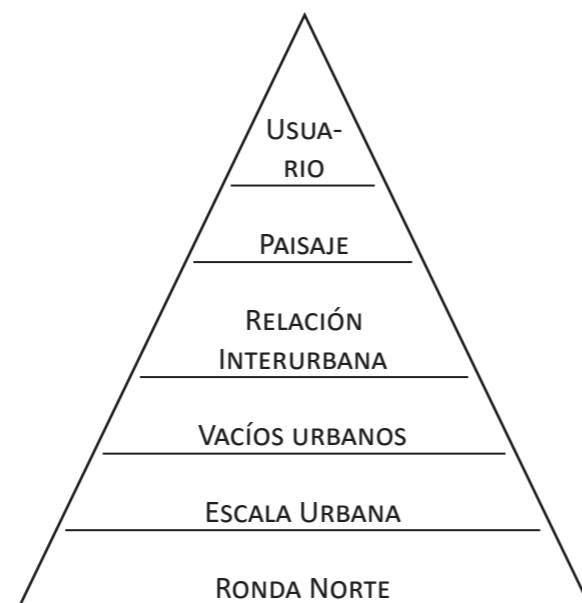 Usua-
rio
Paisaje
Relación
Interurbana
Vacíos urbanos
Escala Urbana
Ronda Norte